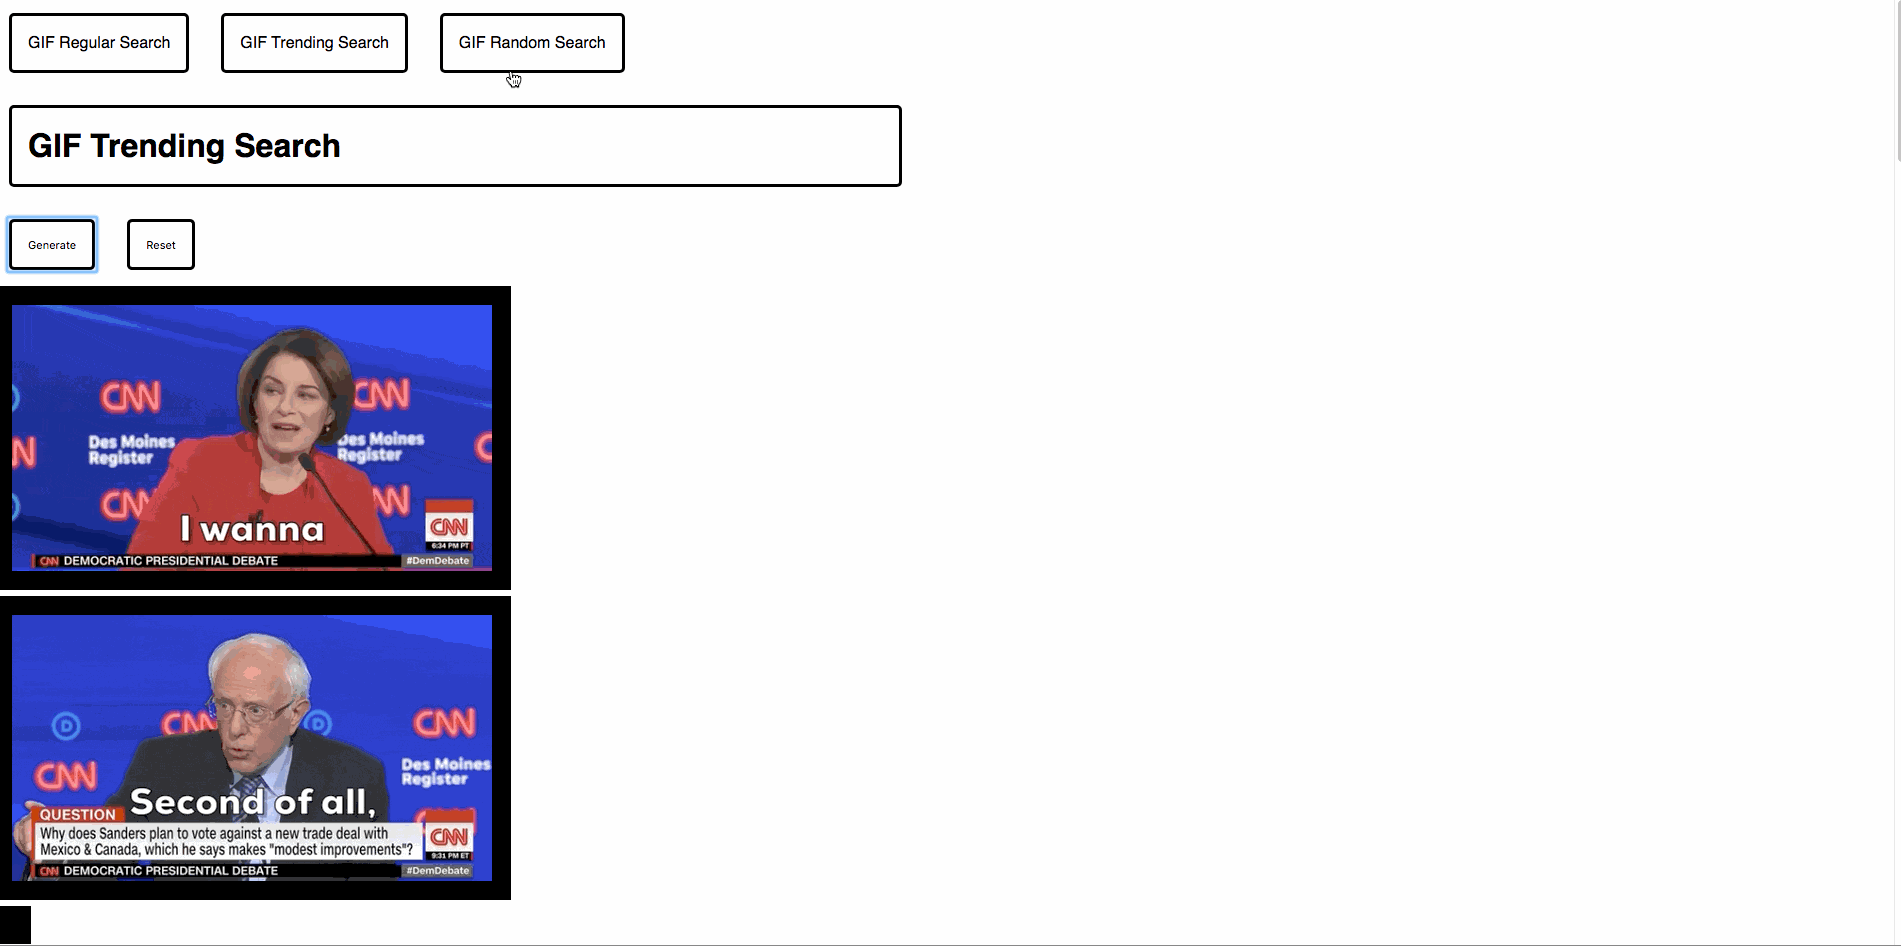 GIF Regular Search
GIF Trending Search
GIF Random Search
GIF Trending Search
Generate
Reset
CNN
CNN
Des Moines
Register
Des Moines
Register
CNN
I wanna
CNN
6:34 PM PT
CNN DEMOCRATIC PRESIDENTIAL DEBATE
#DemDebate
D
CNN
CNN
Des Moines
Register
CNN
Second of all,
QUESTION
Why does Sanders plan to vote against a new trade deal with
Mexico & Canada, which he says makes "modest improvements"?
CNN
9:31 PM ET
CNN DEMOCRATIC PRESIDENTIAL DEBATE
#DemDebate